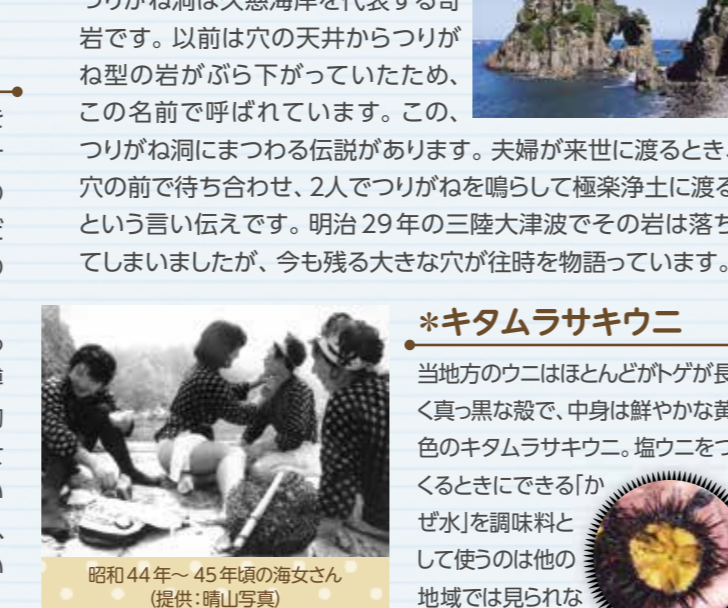 つりがね洞は久慈海岸を代表する奇
岩です。以前は穴の天井からつりが
ね型の岩がぶら下がっていたため、
この名前で呼ばれています。この、
つりがね洞にまつわる伝説があります。夫婦が来世に渡るとき、
穴の前で待ち合わせ、2人でつりがねを鳴らして極楽浄土に渡る
という言い伝えです。明治29年の三陸大津波でその岩は落ち
てしまいましたが、今も残る大きな穴が往時を物語っています。
昭和44年〜45年頃の海女さん
(提供:晴山写真)
*キタムラサキウニ
当地方のウニはほとんどがトゲが長
く真っ黒な殻で、中身は鮮やかな黄
色のキタムラサキウニ。塩ウニをつ
くるときにできる「か
ぜ水」を調味料と
して使うのは他の
地域では見られな